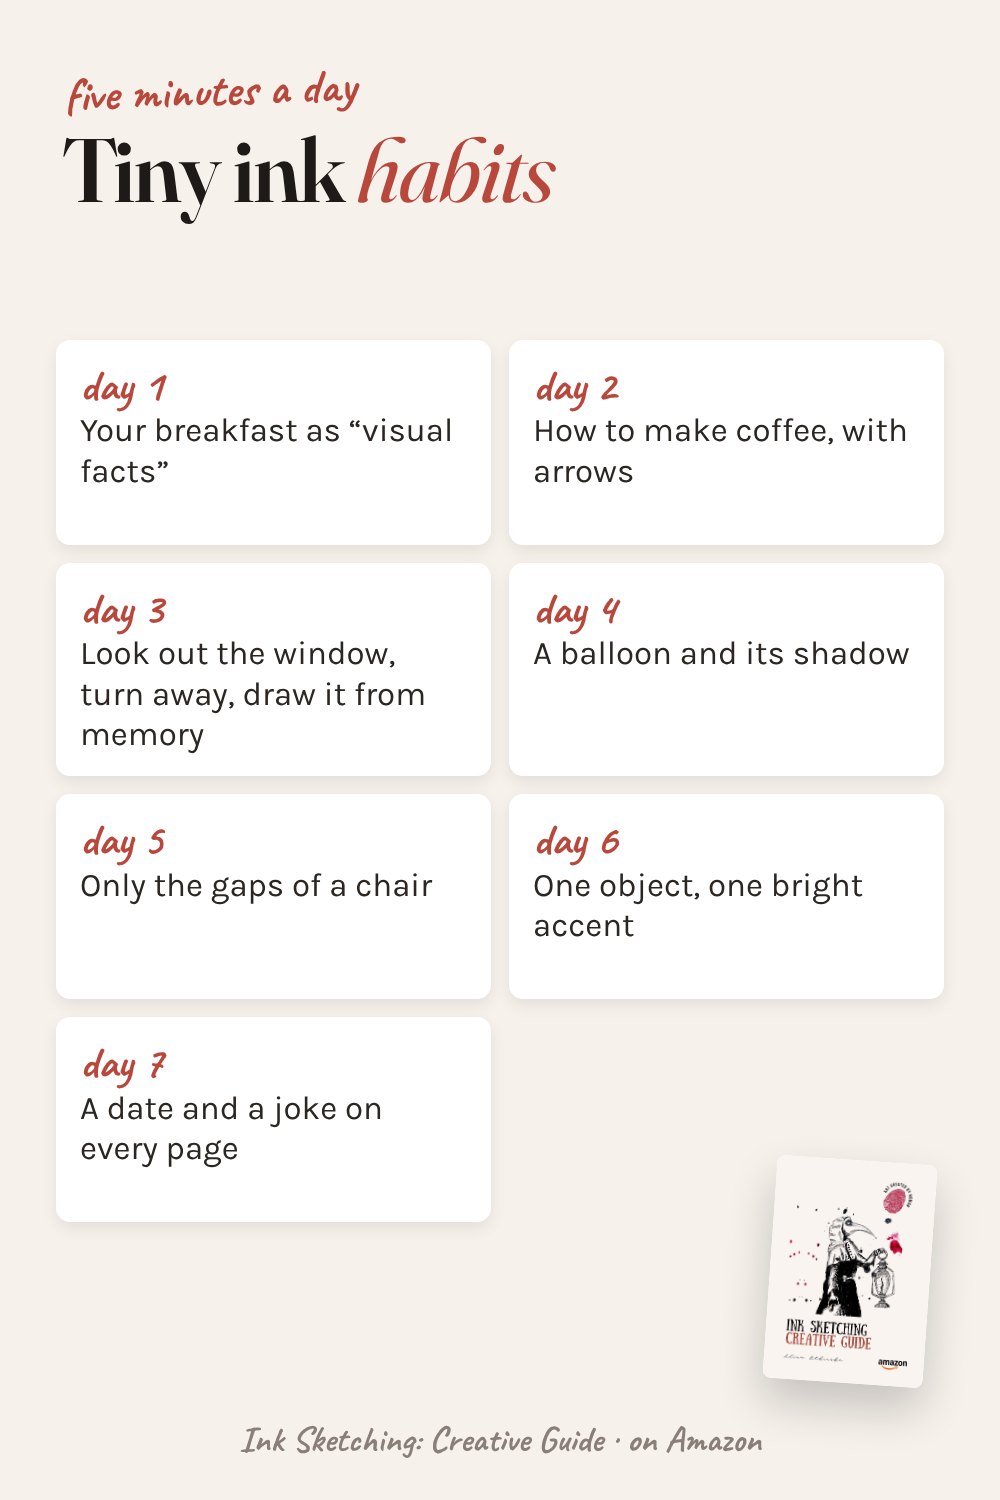 five minutes a day
Tiny ink habits
day 1
Your breakfast as “visual
facts”
day 2
How to make coffee, with
arrows
day 3
Look out the window,
turn away, draw it from
memory
day 4
A balloon and its shadow
day 5
Only the gaps of a chair
day 6
One object, one bright
accent
day 7
A date and a joke on
every page
INK SKETCHING
CREATIVE GUIDE
amazon
Ink Sketching: Creative Guide · on Amazon